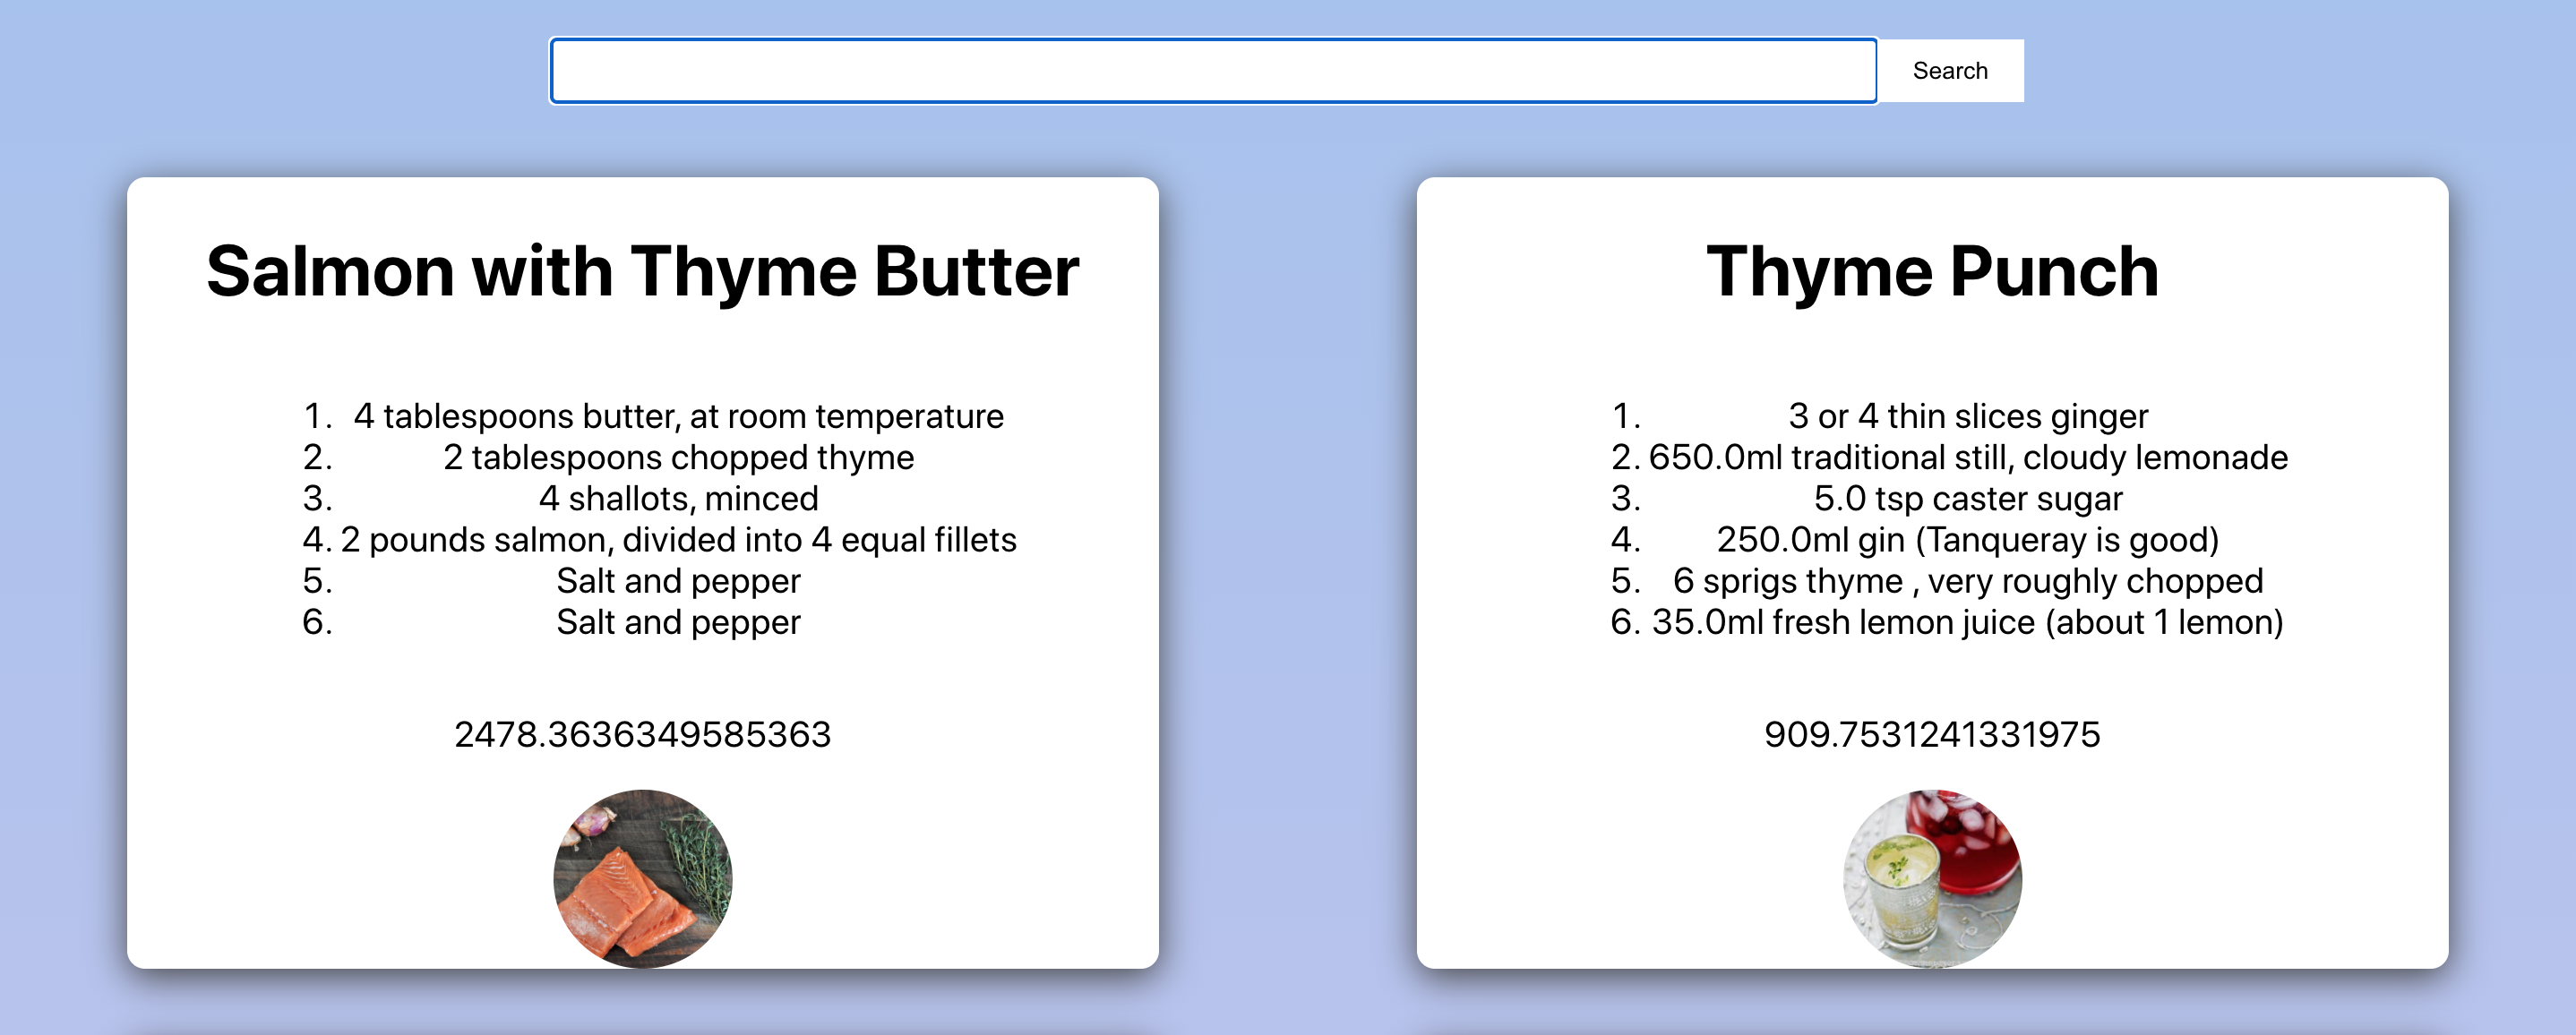 Search
Salmon with Thyme Butter
1. 4 tablespoons butter, at room temperature
2. 2 tablespoons chopped thyme
3. 4 shallots, minced
4. 2 pounds salmon, divided into 4 equal fillets
5. Salt and pepper
6. Salt and pepper
2478.3636349585363
Thyme Punch
1. 3 or 4 thin slices ginger
2. 650.0ml traditional still, cloudy lemonade
3. 5.0 tsp caster sugar
4. 250.0ml gin (Tanqueray is good)
5. 6 sprigs thyme , very roughly chopped
6. 35.0ml fresh lemon juice (about 1 lemon)
909.7531241331975